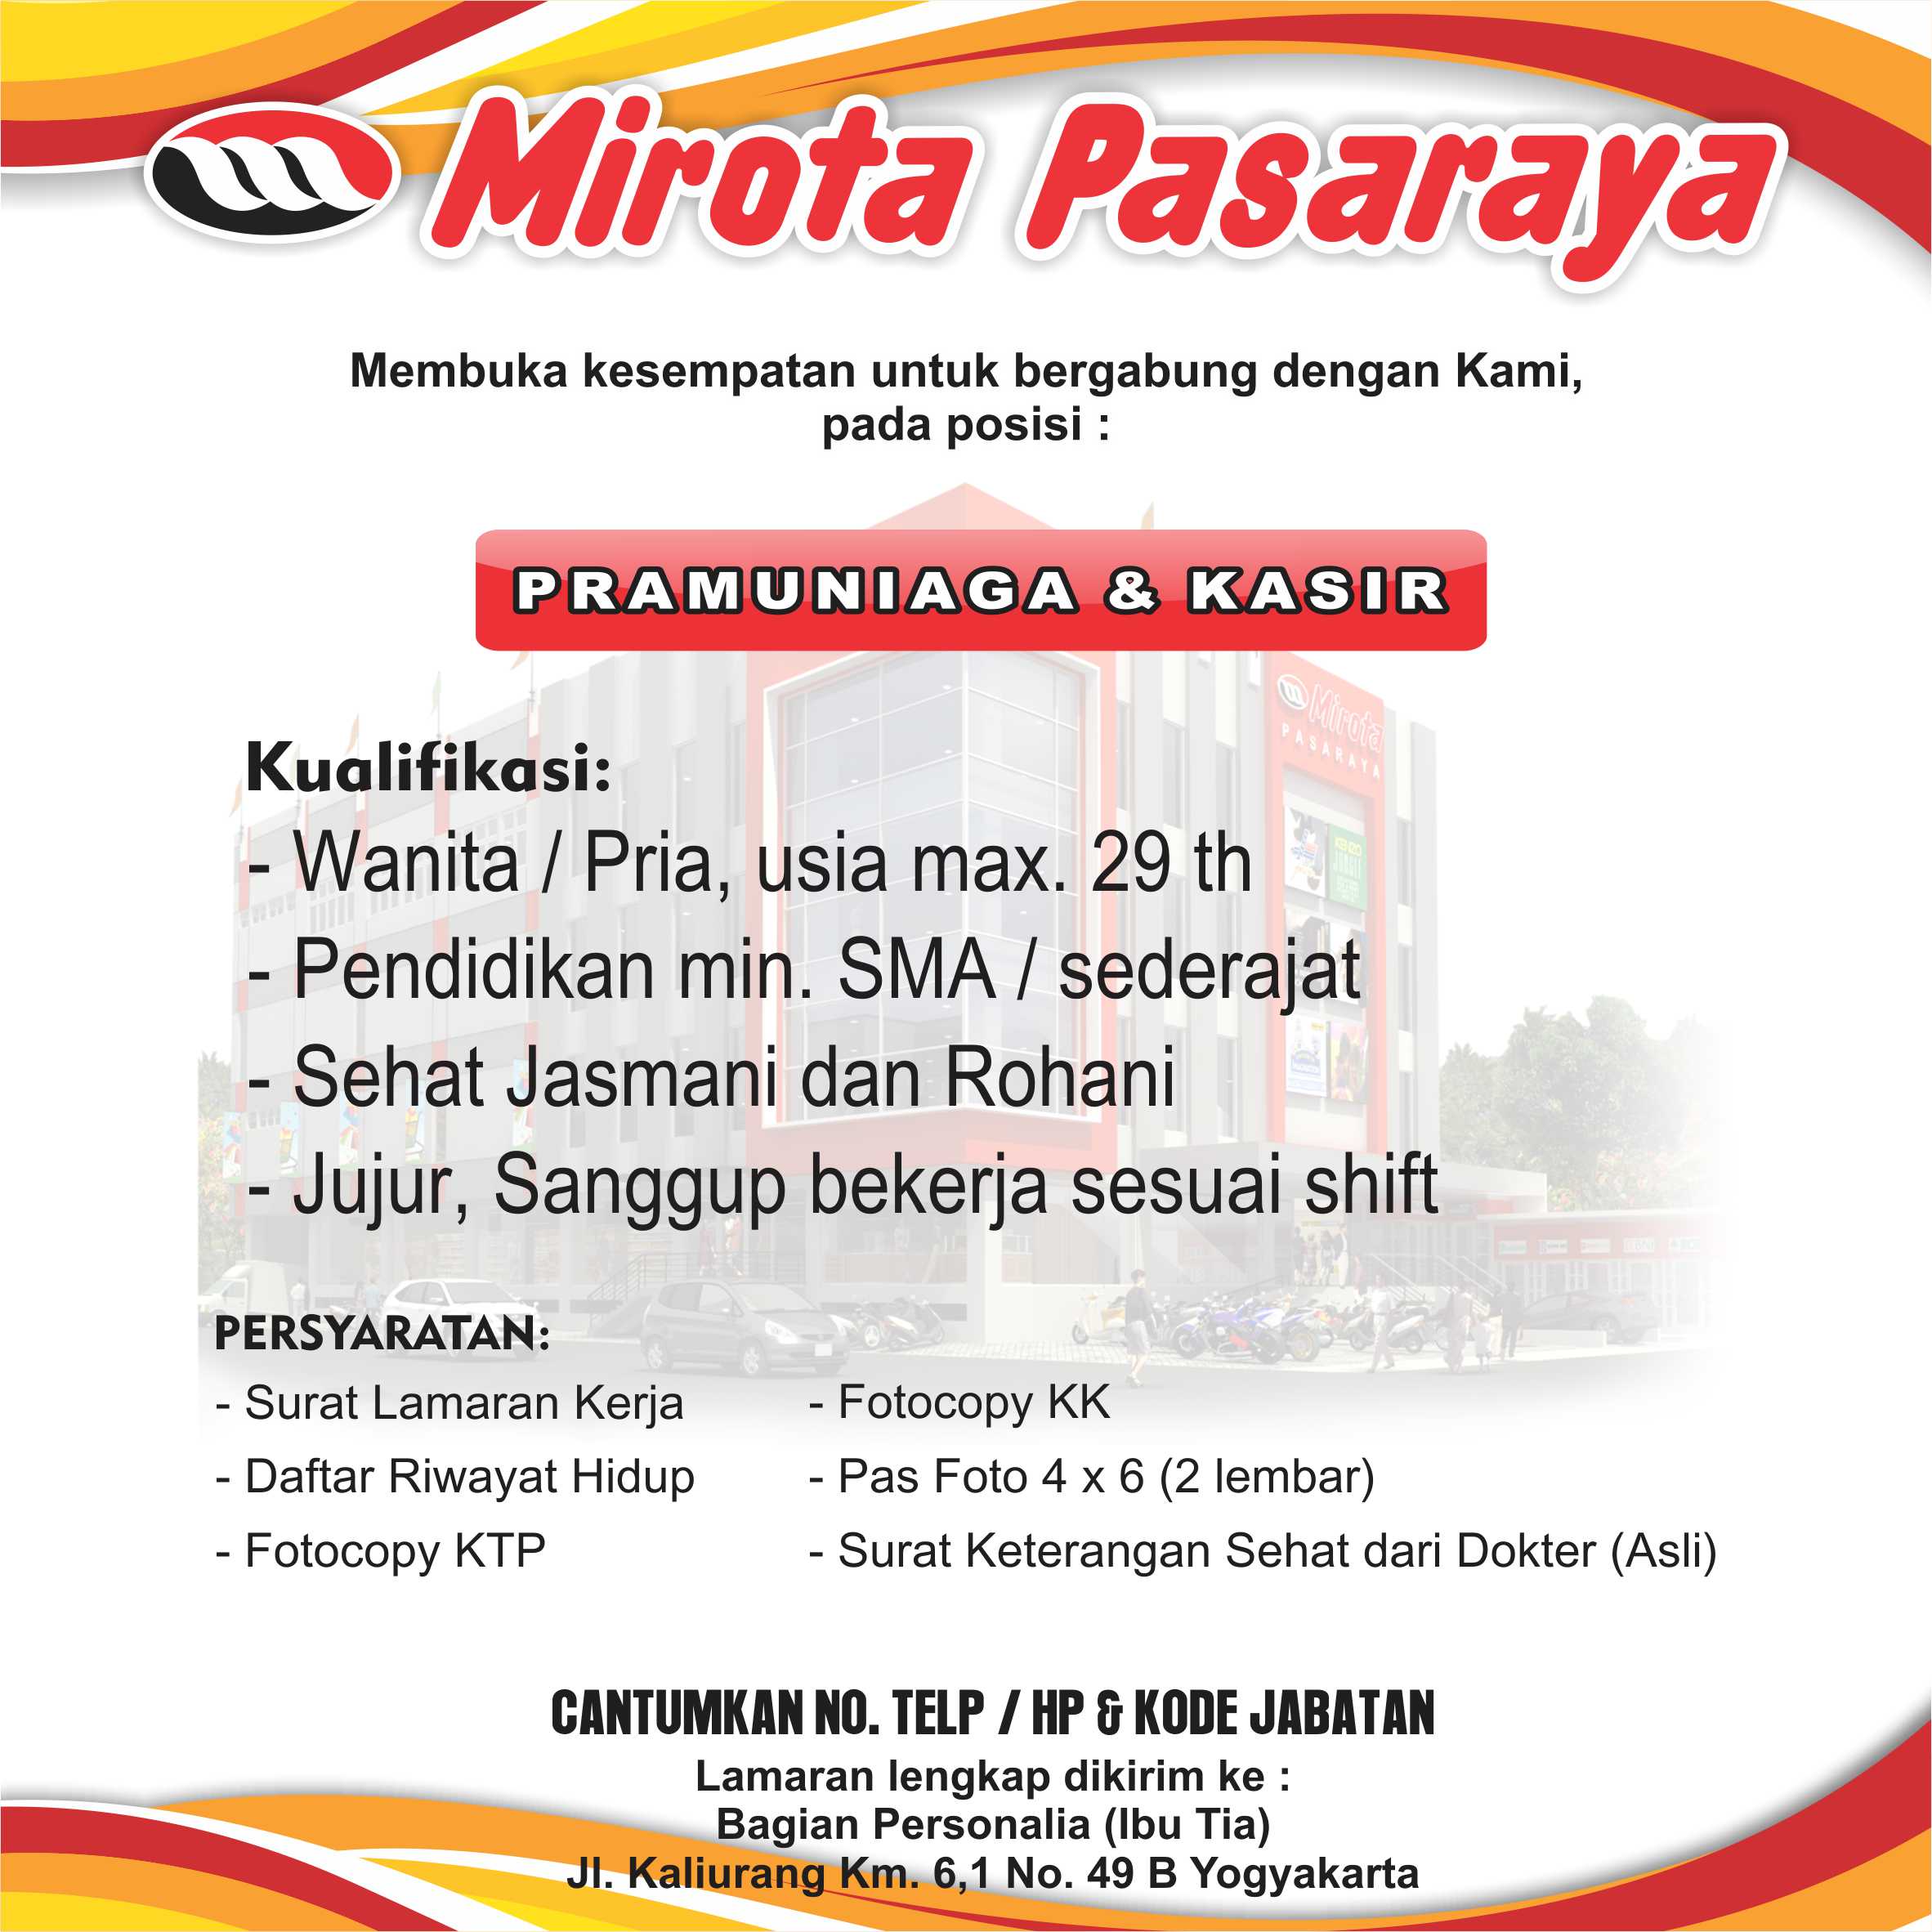 Mirota Pasaraya
Membuka kesempatan untuk bergabung dengan Kami,
pada posisi :
PRAMUNIAGA & KASIR
Mirota
PASARAYA
Kualifikasi:
- Wanita / Pria, usia max. 29 th
- Pendidikan min. SMA / sederajat
- Sehat Jasmani dan Rohani
- Jujur, Sanggup bekerja sesuai shift
PERSYARATAN:
- Surat Lamaran Kerja
- Daftar Riwayat Hidup
- Fotocopy KTP
- Fotocopy KK
- Pas Foto 4 x 6 (2 lembar)
- Surat Keterangan Sehat dari Dokter (Asli)
CANTUMKAN NO. TELP / HP & KODE JABATAN
Lamaran lengkap dikirim ke :
Bagian Personalia (Ibu Tia)
Jl. Kaliurang Km. 6,1 No. 49 B Yogyakarta